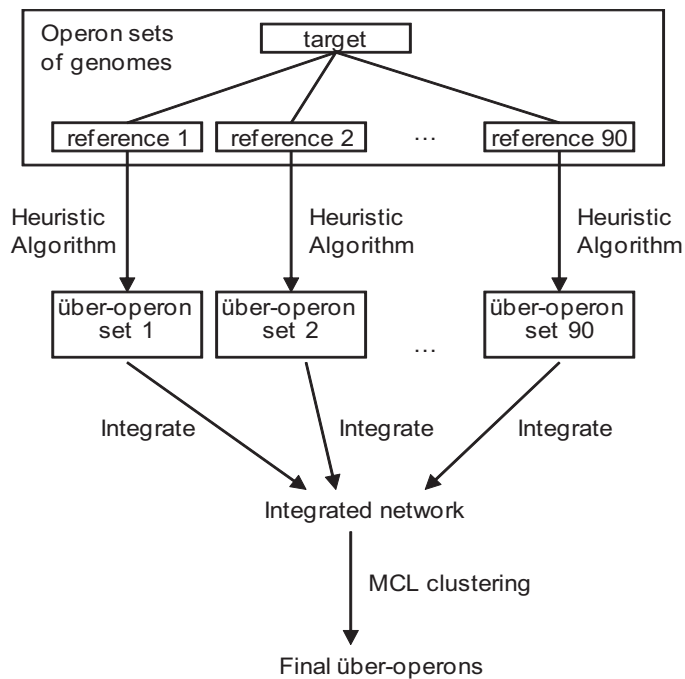 Operon sets
of genomes
target
reference 1
reference 2
...
reference 90
Heuristic
Algorithm
Heuristic
Algorithm
Heuristic
Algorithm
über-operon
set 1
über-operon
set 2
...
über-operon
set 90
Integrate
Integrate
Integrate
Integrated network
MCL clustering
Final über-operons